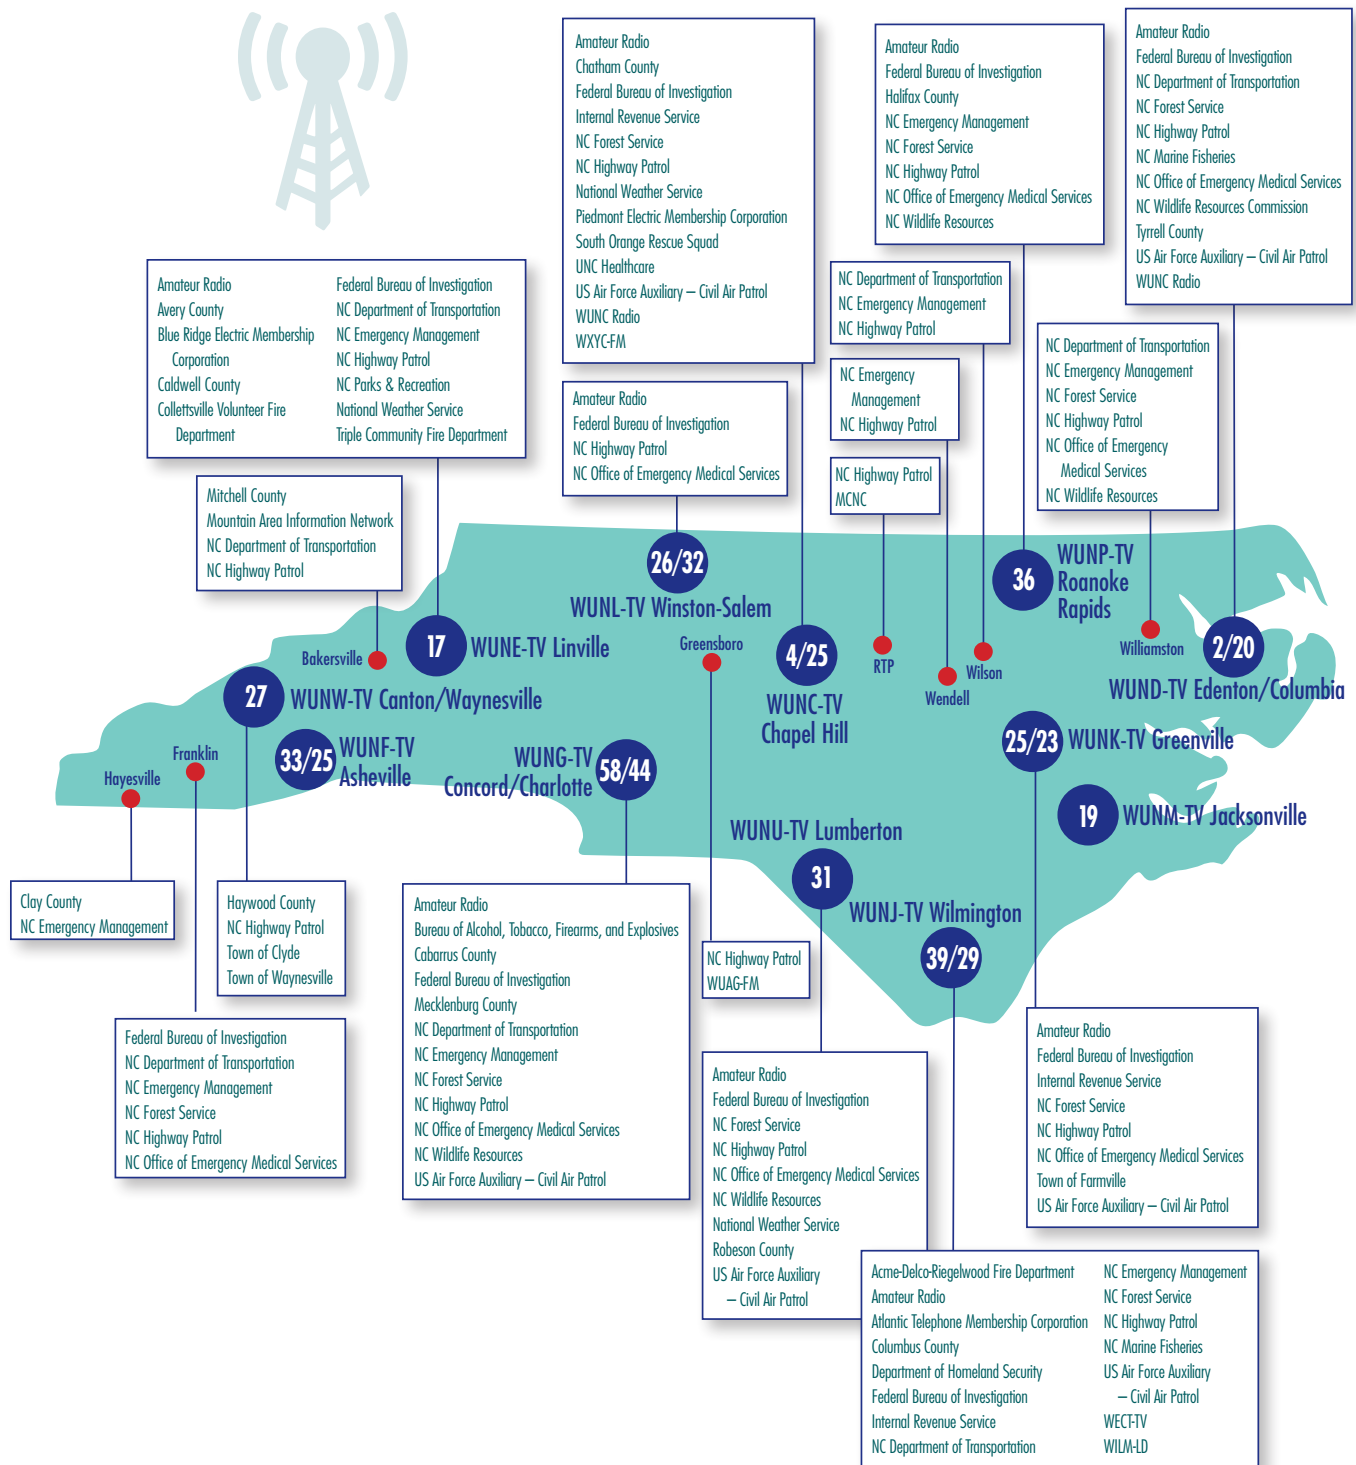 Amateur Radio
Chatham County
Federal Bureau of Investigation
Internal Revenue Service
NC Forest Service
NC Highway Patrol
National Weather Service
Piedmont Electric Membership Corporation
South Orange Rescue Squad
UNC Healthcare
US Air Force Auxiliary – Civil Air Patrol
WUNC Radio
WXYC-FM
Amateur Radio
Federal Bureau of Investigation
Halifax County
NC Emergency Management
NC Forest Service
NC Highway Patrol
NC Office of Emergency Medical Services
NC Wildlife Resources
Amateur Radio
Federal Bureau of Investigation
NC Department of Transportation
NC Forest Service
NC Highway Patrol
NC Marine Fisheries
NC Office of Emergency Medical Services
NC Wildlife Resources Commission
Tyrrell County
US Air Force Auxiliary – Civil Air Patrol
WUNC Radio
Amateur Radio
Avery County
Blue Ridge Electric Membership
Corporation
Caldwell County
Collettsville Volunteer Fire
Department
Federal Bureau of Investigation
NC Department of Transportation
NC Emergency Management
NC Highway Patrol
NC Parks & Recreation
National Weather Service
Triple Community Fire Department
NC Department of Transportation
NC Emergency Management
NC Highway Patrol
NC Department of Transportation
NC Emergency Management
NC Forest Service
NC Highway Patrol
NC Office of Emergency
Medical Services
NC Wildlife Resources
NC Emergency
Management
NC Highway Patrol
Amateur Radio
Federal Bureau of Investigation
NC Highway Patrol
NC Office of Emergency Medical Services
NC Highway Patrol
MCNC
Mitchell County
Mountain Area Information Network
NC Department of Transportation
NC Highway Patrol
26/32
WUNL-TV Winston-Salem
36
WUNP-TV
Roanoke
Rapids
17
WUNE-TV Linville
Bakersville
Greensboro
4/25
WUNC-TV
Chapel Hill
RTP
Wendell
Wilson
Williamston
2/20
WUND-TV Edenton/Columbia
27
WUNW-TV Canton/Waynesville
33/25
WUNF-TV
Asheville
Franklin
Hayesville
WUNG-TV
Concord/Charlotte
58/44
25/23
WUNK-TV Greenville
19
WUNM-TV Jacksonville
WUNU-TV Lumberton
31
WUNJ-TV Wilmington
39/29
Clay County
NC Emergency Management
Haywood County
NC Highway Patrol
Town of Clyde
Town of Waynesville
Federal Bureau of Investigation
NC Department of Transportation
NC Emergency Management
NC Forest Service
NC Highway Patrol
NC Office of Emergency Medical Services
Amateur Radio
Bureau of Alcohol, Tobacco, Firearms, and Explosives
Cabarrus County
Federal Bureau of Investigation
Mecklenburg County
NC Department of Transportation
NC Emergency Management
NC Forest Service
NC Highway Patrol
NC Office of Emergency Medical Services
NC Wildlife Resources
US Air Force Auxiliary – Civil Air Patrol
NC Highway Patrol
WUAG-FM
Amateur Radio
Federal Bureau of Investigation
NC Forest Service
NC Highway Patrol
NC Office of Emergency Medical Services
NC Wildlife Resources
National Weather Service
Robeson County
US Air Force Auxiliary
– Civil Air Patrol
Amateur Radio
Federal Bureau of Investigation
Internal Revenue Service
NC Forest Service
NC Highway Patrol
NC Office of Emergency Medical Services
Town of Farmville
US Air Force Auxiliary – Civil Air Patrol
Acme-Delco-Riegelwood Fire Department
Amateur Radio
Atlantic Telephone Membership Corporation
Columbus County
Department of Homeland Security
Federal Bureau of Investigation
Internal Revenue Service
NC Department of Transportation
NC Emergency Management
NC Forest Service
NC Highway Patrol
NC Marine Fisheries
US Air Force Auxiliary
– Civil Air Patrol
WECT-TV
WILM-LD